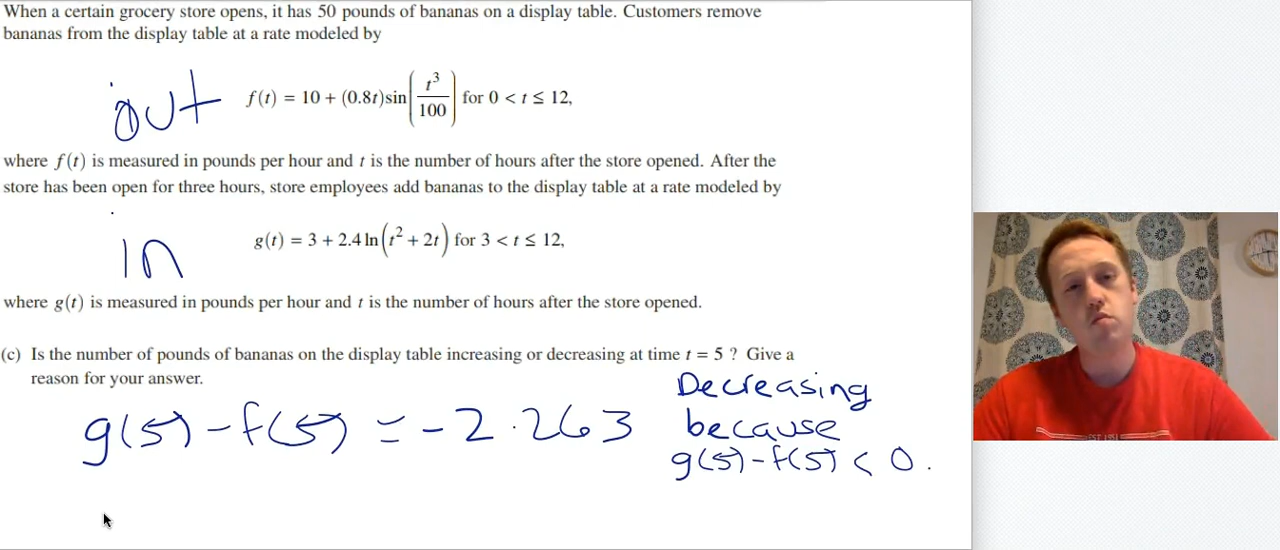 When a certain grocery store opens, it has 50 pounds of bananas on a display table. Customers remove
bananas from the display table at a rate modeled by
out
f(t) = 10 + (0.8t)sin(t³/100) for 0 < t ≤ 12,
where f(t) is measured in pounds per hour and t is the number of hours after the store opened. After the
store has been open for three hours, store employees add bananas to the display table at a rate modeled by
in
g(t) = 3 + 2.4 ln(t² + 2t) for 3 < t ≤ 12,
where g(t) is measured in pounds per hour and t is the number of hours after the store opened.
(c) Is the number of pounds of bananas on the display table increasing or decreasing at time t = 5 ? Give a
reason for your answer.
g(5) - f(5) = -2.263
Decreasing
because
g(5) - f(5) < 0.
EST 1951